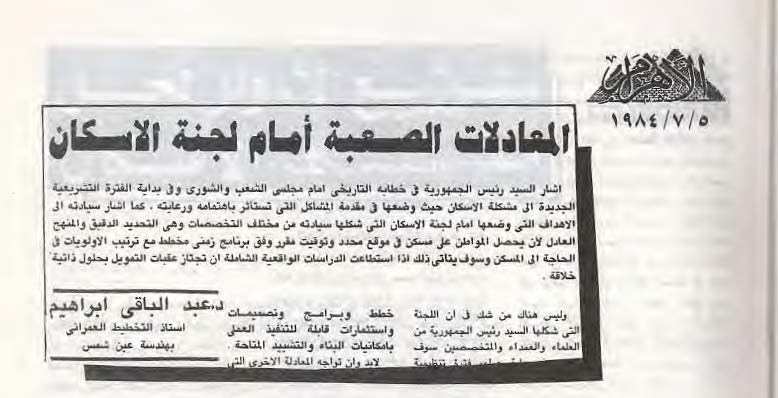 الأهرام
١٩٨٤/٧/٥
المعادلات الصعبة أمام لجنة الاسكان
اشار السيد رئيس الجمهورية فى خطابه التاريخى امام مجلسى الشعب والشورى وفى بداية الفترة التشريعية
الجديدة الى مشكلة الاسكان حيث وضعها فى مقدمة المشاكل التى تستاثر باهتمامه ورعايته . كما اشار سيادته الى
الاهداف التى وضعها امام لجنة الاسكان التى شكلها سيادته من مختلف التخصصات وهى التحديد الدقيق والمنهج
العادل لان يحصل المواطن على مسكن فى موقع محدد وتوقيت مقرر وفق برنامج زمنى مخطط مع ترتيب الاولويات فى
الحاجة الى المسكن وسوف يتاتى ذلك اذا استطاعت الدراسات الواقعية الشاملة ان تجتاز عقبات التمويل بحلول ذاتية
خلاقة .
وليس هناك من شك فى ان اللجنة
التى شكلها السيد رئيس الجمهورية من
العلماء والعمداء والمتخصصين سوف
خطط وبرامج وتصميمات
واستثمارات قابلة للتنفيذ العملى
بامكانيات البناء والتشييد المتاحة .
لابد وان تواجه المعادلة الاخرى التى
د.عبد الباقى ابراهيم
استاذ التخطيط العمرانى
بهندسة عين شمس